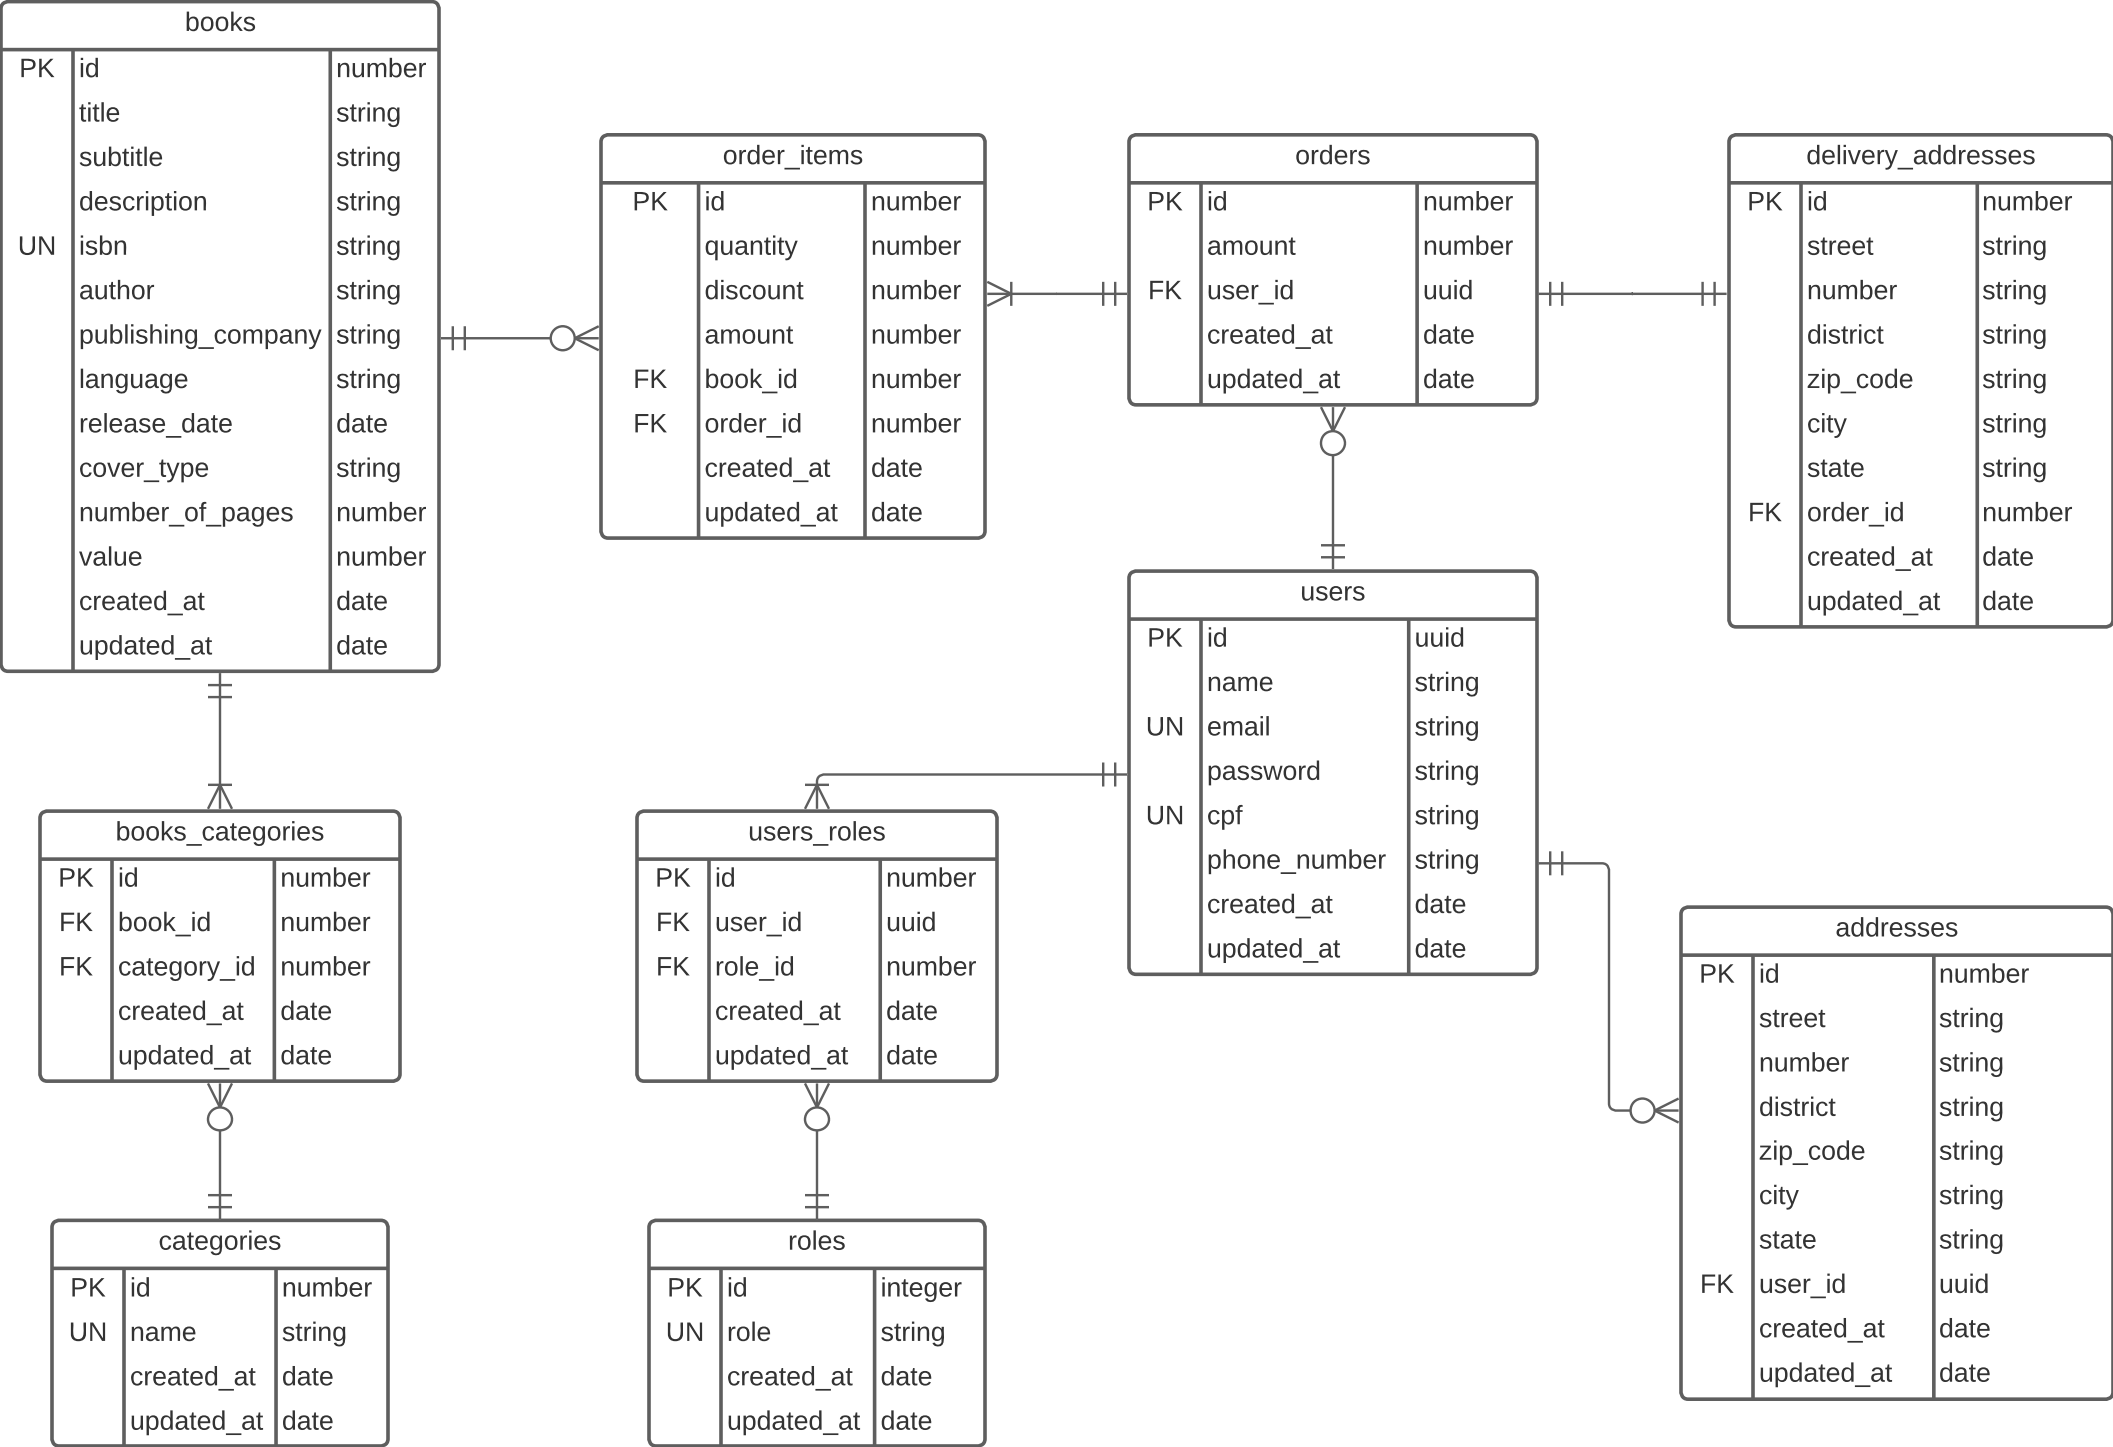 books
PK id number
title string
subtitle string
description string
UN isbn string
author string
publishing_company string
language string
release_date date
cover_type string
number_of_pages number
value number
created_at date
updated_at date
order_items
PK id number
quantity number
discount number
amount number
FK book_id number
FK order_id number
created_at date
updated_at date
orders
PK id number
amount number
FK user_id uuid
created_at date
updated_at date
delivery_addresses
PK id number
street string
number string
district string
zip_code string
city string
state string
FK order_id number
created_at date
updated_at date
users
PK id uuid
name string
UN email string
password string
UN cpf string
phone_number string
created_at date
updated_at date
books_categories
PK id number
FK book_id number
FK category_id number
created_at date
updated_at date
users_roles
PK id number
FK user_id uuid
FK role_id number
created_at date
updated_at date
addresses
PK id number
street string
number string
district string
zip_code string
city string
state string
FK user_id uuid
created_at date
updated_at date
categories
PK id number
UN name string
created_at date
updated_at date
roles
PK id integer
UN role string
created_at date
updated_at date